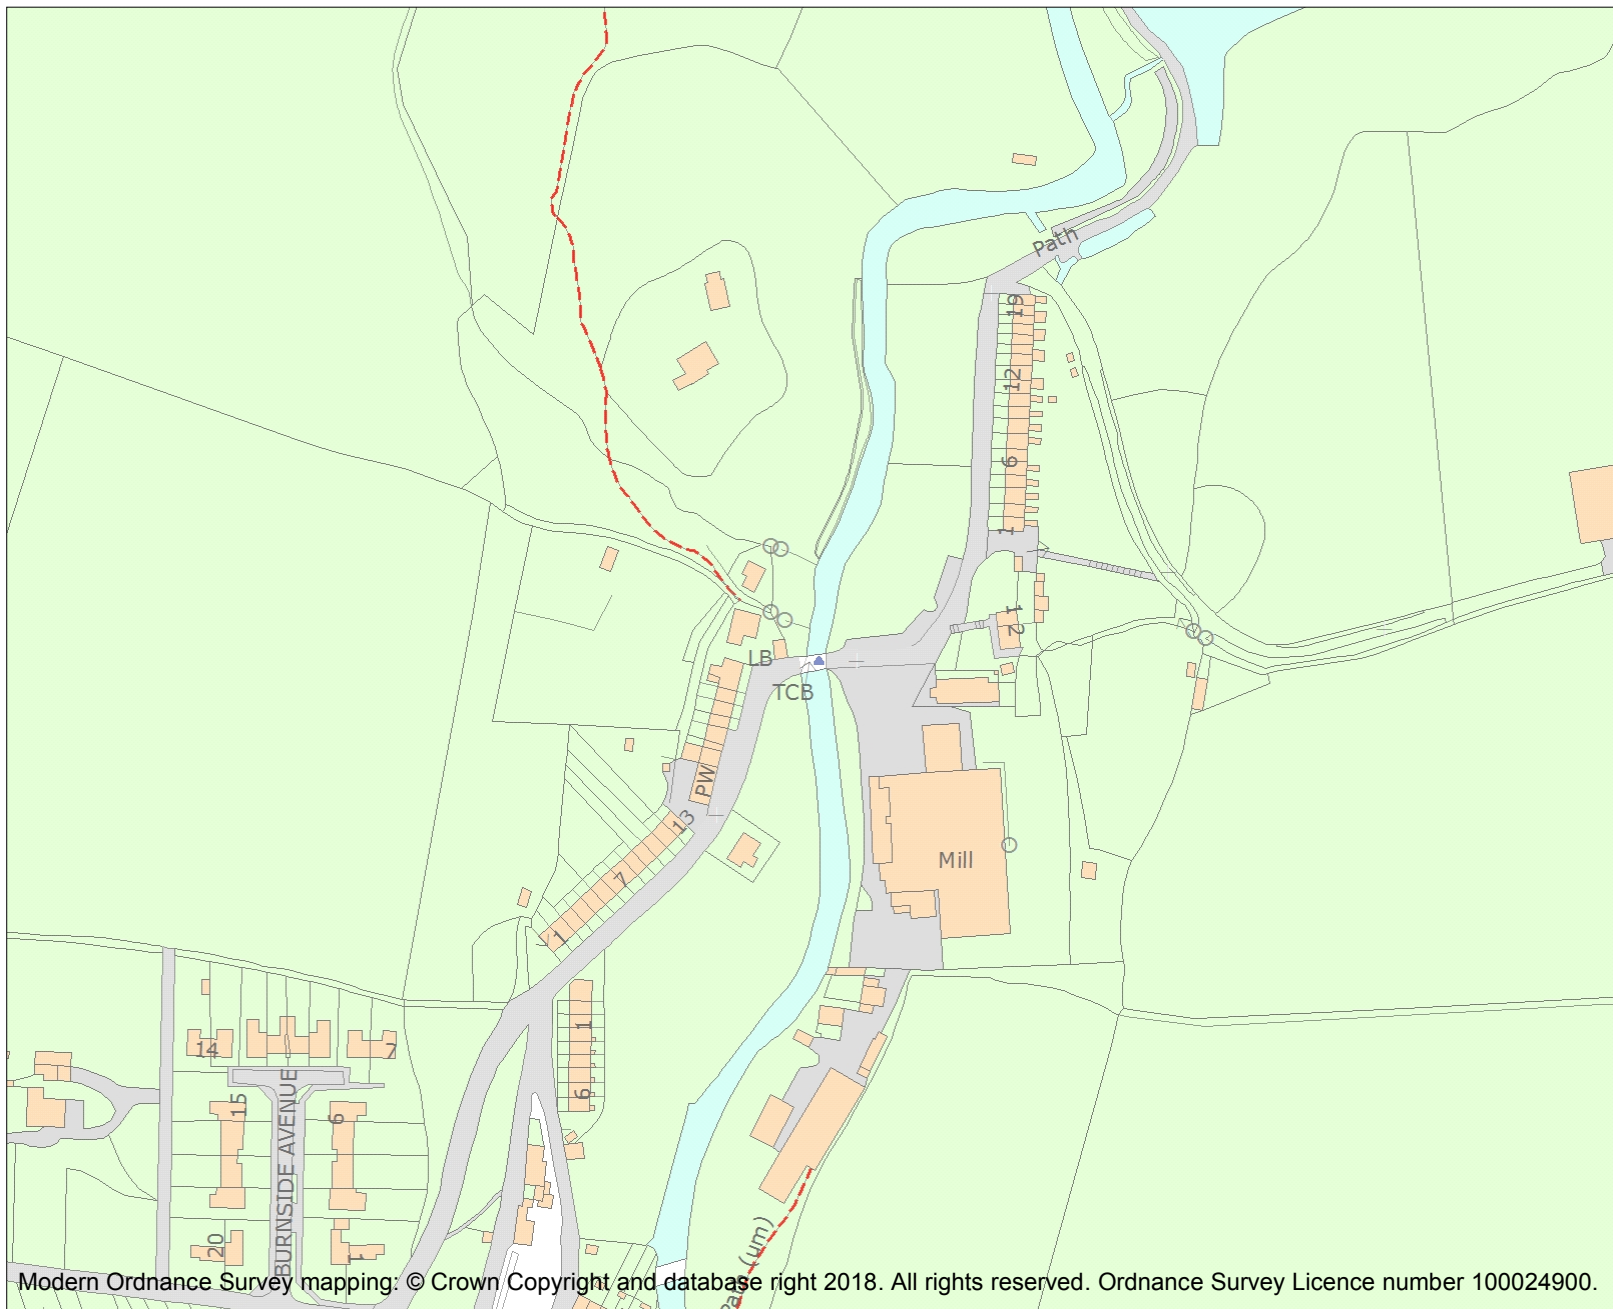 Path
19
12
6
1
1
2
LB
TCB
PW
13
7
1
Mill
1
6
14
7
15
6
BURNSIDE AVENUE
20
1
Path (um)
Modern Ordnance Survey mapping: © Crown Copyright and database right 2018. All rights reserved. Ordnance Survey Licence number 100024900.